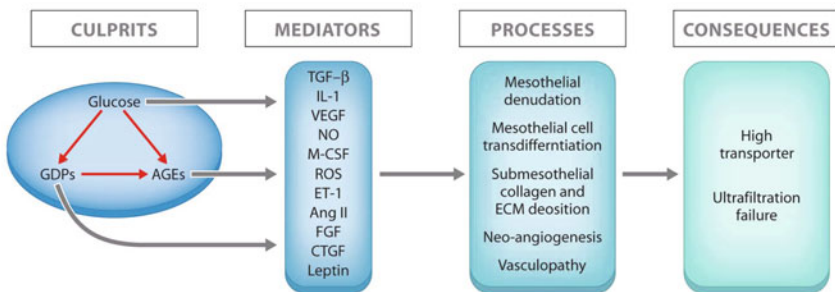 CULPRITS
MEDIATORS
PROCESSES
CONSEQUENCES
Glucose
GDPs
AGEs
TGF–β
IL-1
VEGF
NO
M-CSF
ROS
ET-1
Ang II
FGF
CTGF
Leptin
Mesothelial
denudation
Mesothelial cell
transdifferntiation
Submesothelial
collagen and
ECM deosition
Neo-angiogenesis
Vasculopathy
High
transporter
Ultrafiltration
failure